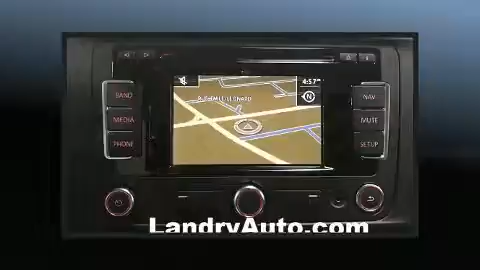 4:57
BAND
NAV
MEDIA
MUTE
PHONE
SETUP
N
LandryAuto.com